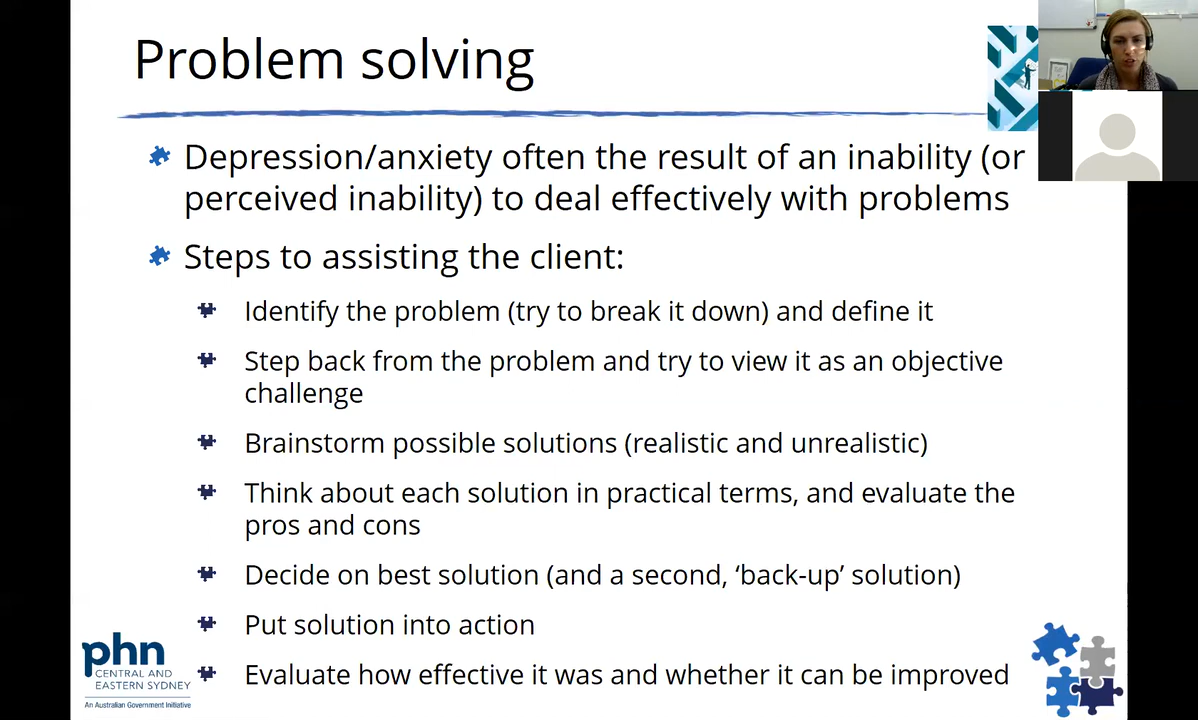 Problem solving
Depression/anxiety often the result of an inability (or
perceived inability) to deal effectively with problems
Steps to assisting the client:
Identify the problem (try to break it down) and define it
Step back from the problem and try to view it as an objective
challenge
Brainstorm possible solutions (realistic and unrealistic)
Think about each solution in practical terms, and evaluate the
pros and cons
Decide on best solution (and a second, ‘back-up’ solution)
Put solution into action
Evaluate how effective it was and whether it can be improved
phn
CENTRAL AND
EASTERN SYDNEY
An Australian Government Initiative